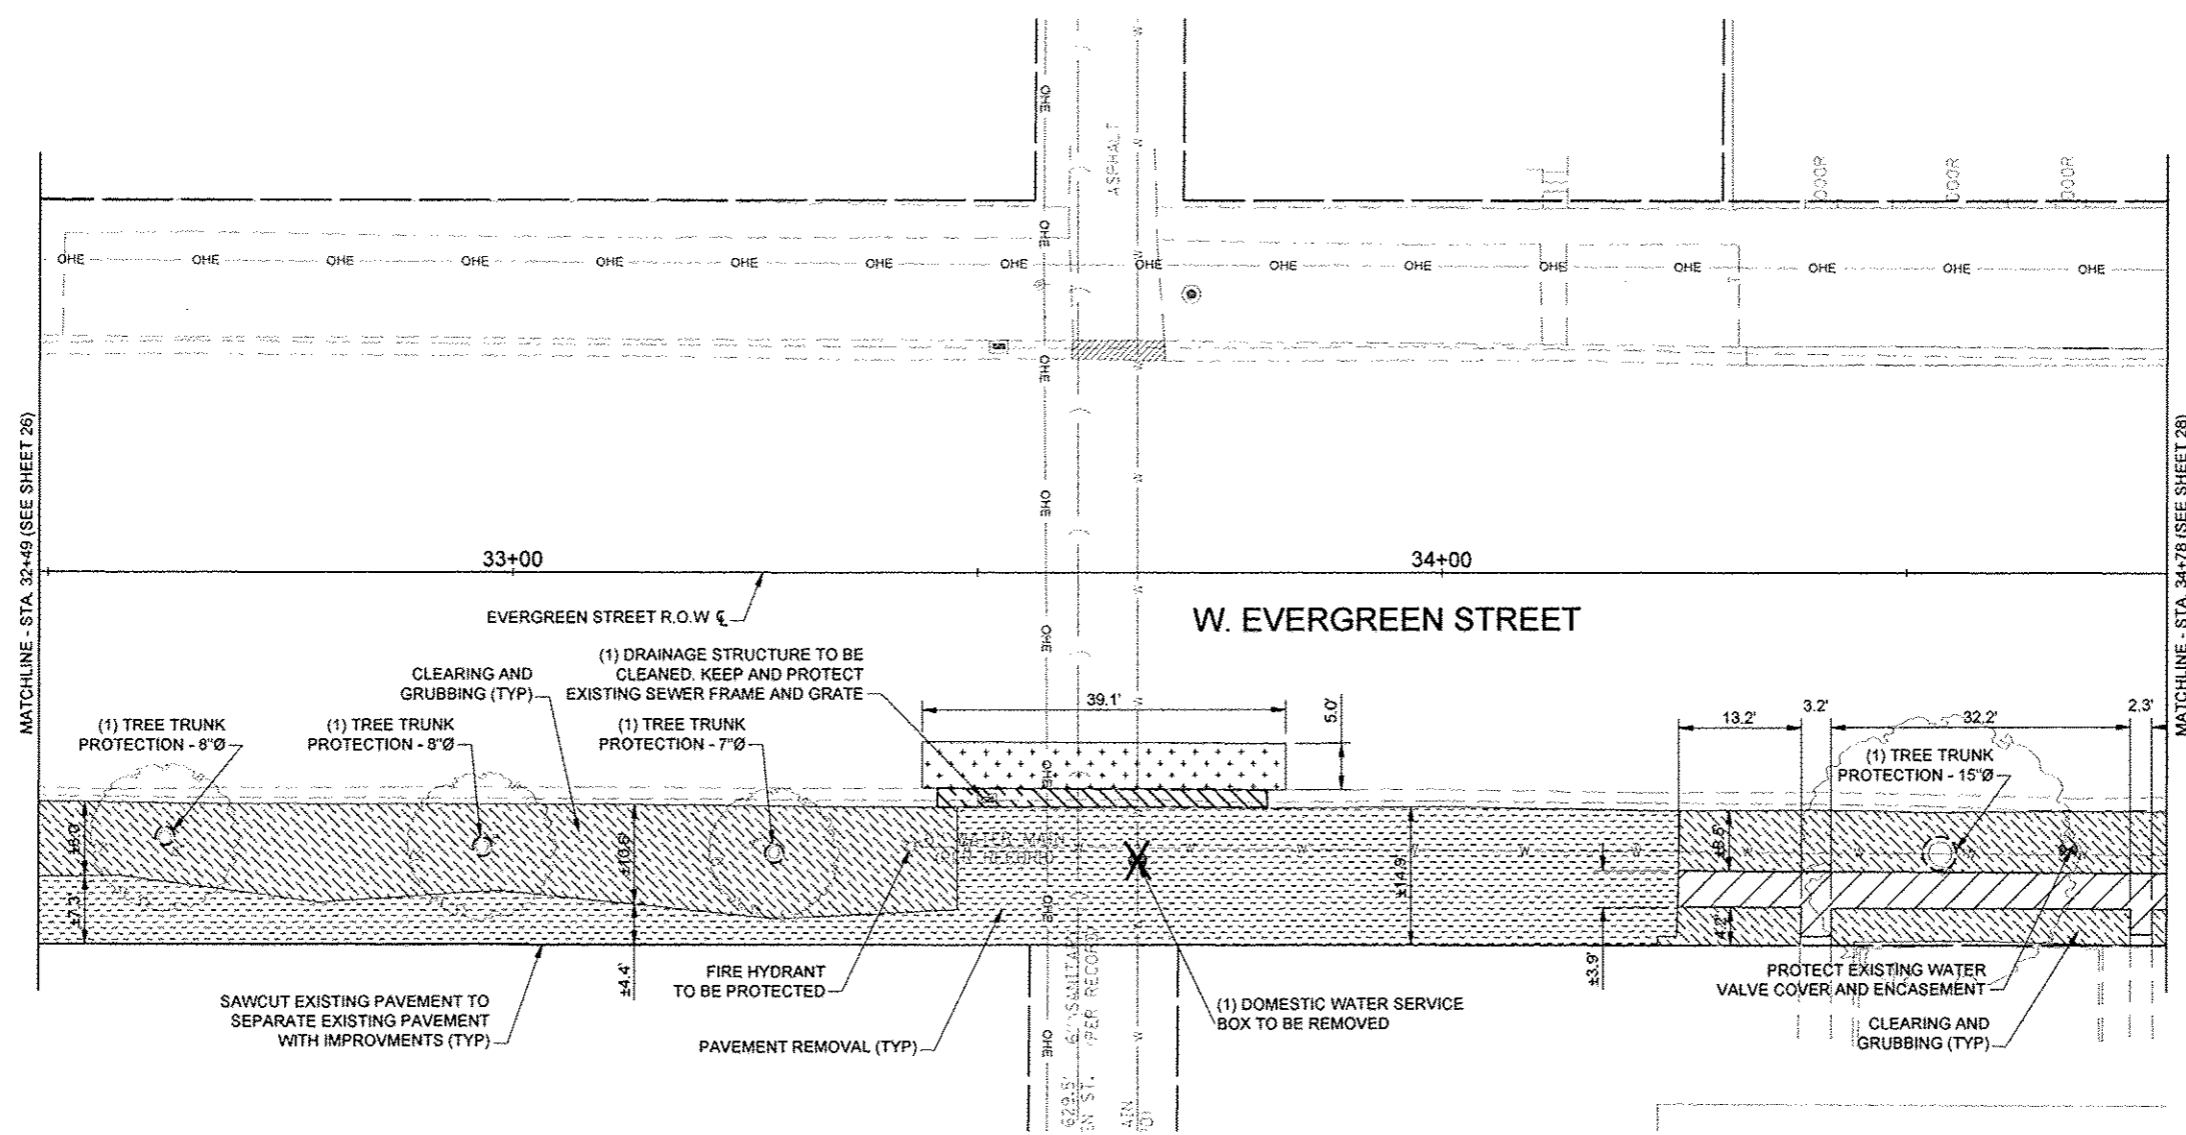 OHE
ASPHALT
DOOR
DOOR
DOOR
OHE OHE OHE OHE OHE OHE OHE OHE OHE OHE OHE OHE OHE OHE OHE OHE
MATCHLINE - STA. 32+49 (SEE SHEET 26)
MATCHLINE - STA. 34+78 (SEE SHEET 28)
33+00
34+00
EVERGREEN STREET R.O.W ℄
W. EVERGREEN STREET
(1) DRAINAGE STRUCTURE TO BE
CLEANED. KEEP AND PROTECT
EXISTING SEWER FRAME AND GRATE
CLEARING AND
GRUBBING (TYP)
39.1'
5.0'
13.2'
3.2'
32.2'
2.3'
(1) TREE TRUNK
PROTECTION - 8"Ø
(1) TREE TRUNK
PROTECTION - 8"Ø
(1) TREE TRUNK
PROTECTION - 7"Ø
(1) TREE TRUNK
PROTECTION - 15"Ø
±7.3'
±14.9'
±4.4'
±3.9'
WATER MAIN
FIRE HYDRANT
TO BE PROTECTED
SAWCUT EXISTING PAVEMENT TO
SEPARATE EXISTING PAVEMENT
WITH IMPROVMENTS (TYP)
PAVEMENT REMOVAL (TYP)
(1) DOMESTIC WATER SERVICE
BOX TO BE REMOVED
PROTECT EXISTING WATER
VALVE COVER AND ENCASEMENT
CLEARING AND
GRUBBING (TYP)